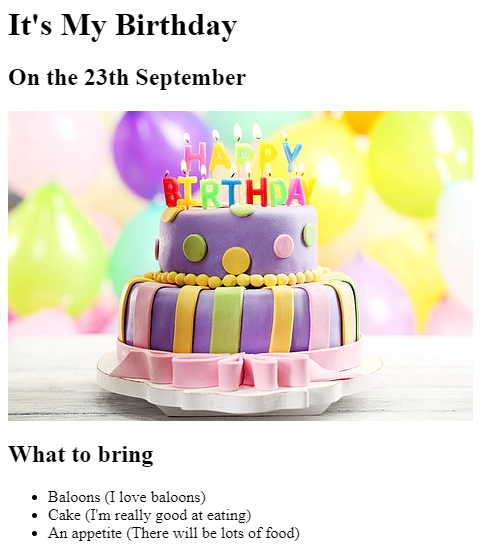 It's My Birthday
On the 23th September
HAPPY
BIRTHDAY
What to bring
Baloons (I love baloons)
Cake (I'm really good at eating)
An appetite (There will be lots of food)